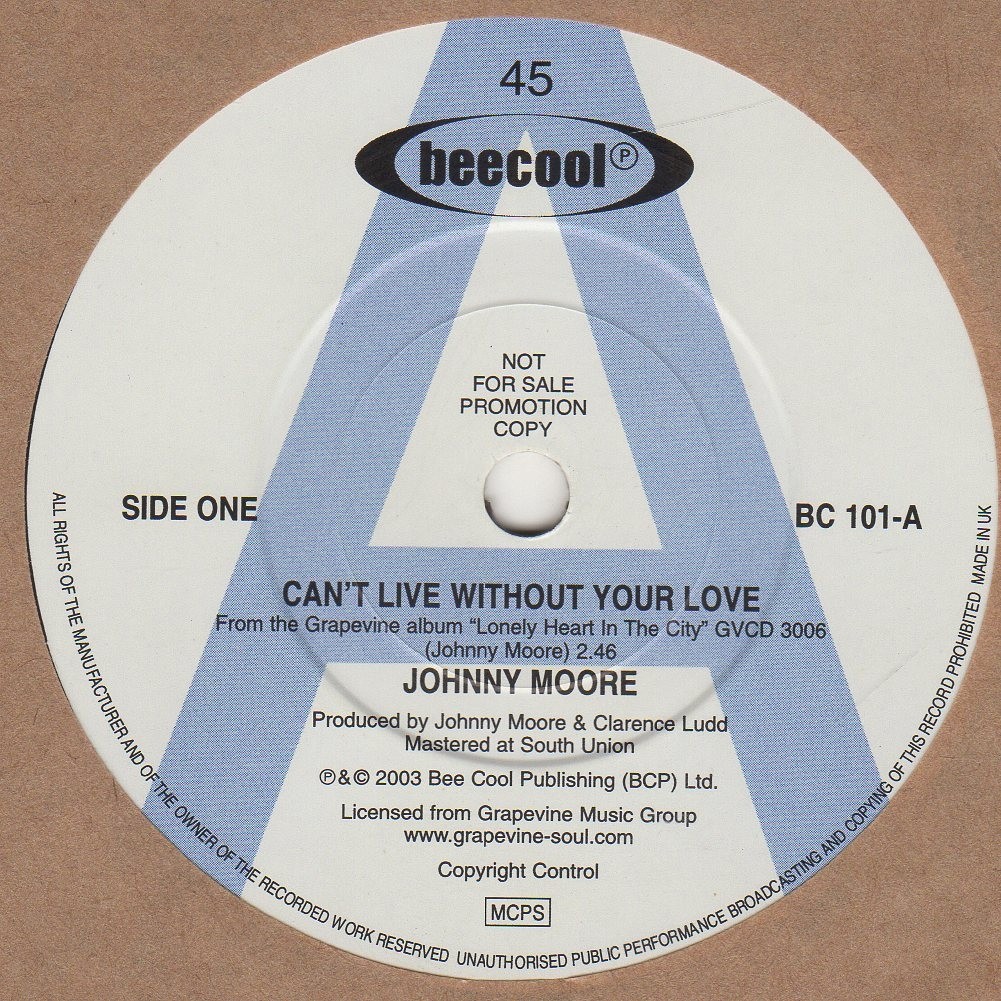 45
beecool℗
NOT
FOR SALE
PROMOTION
COPY
SIDE ONE
BC 101-A
CAN'T LIVE WITHOUT YOUR LOVE
From the Grapevine album "Lonely Heart In The City" GVCD 3006
(Johnny Moore) 2.46
JOHNNY MOORE
Produced by Johnny Moore & Clarence Ludd
Mastered at South Union
℗&© 2003 Bee Cool Publishing (BCP) Ltd.
Licensed from Grapevine Music Group
www.grapevine-soul.com
Copyright Control
MCPS
ALL RIGHTS OF THE MANUFACTURER AND OF THE OWNER OF THE RECORDED WORK RESERVED UNAUTHORISED PUBLIC PERFORMANCE BROADCASTING AND COPYING OF THIS RECORD PROHIBITED MADE IN UK
A